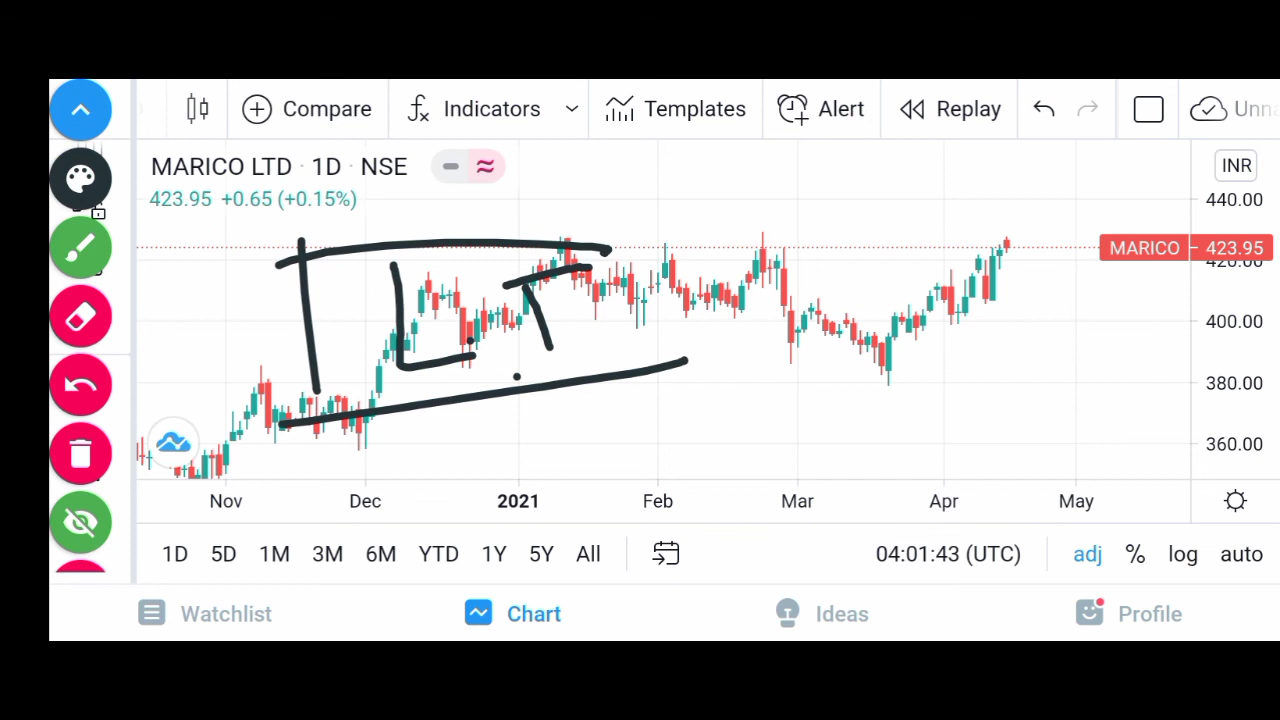 Compare Indicators Templates Alert Replay
MARICO LTD · 1D · NSE
INR
423.95 +0.65 (+0.15%)
440.00
MARICO 423.95
420.00
400.00
380.00
360.00
LT
Nov Dec 2021 Feb Mar Apr May
1D 5D 1M 3M 6M YTD 1Y 5Y All 04:01:43 (UTC) adj % log auto
Watchlist Chart Ideas Profile